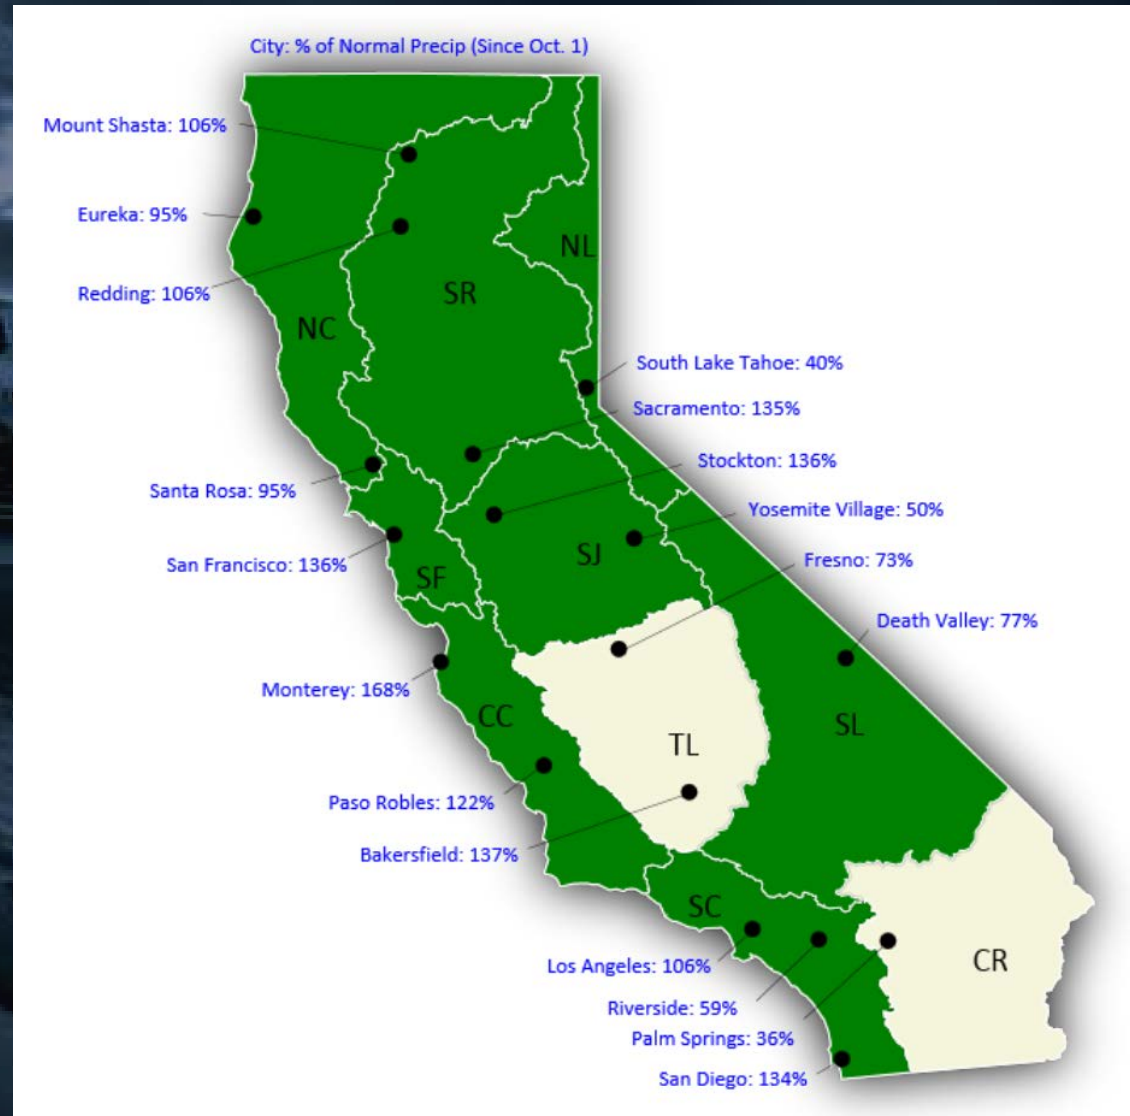 City: % of Normal Precip (Since Oct. 1)
Mount Shasta: 106%
Eureka: 95%
NL
Redding: 106%
SR
NC
South Lake Tahoe: 40%
Sacramento: 135%
Stockton: 136%
Santa Rosa: 95%
Yosemite Village: 50%
SJ
Fresno: 73%
San Francisco: 136%
SF
Death Valley: 77%
Monterey: 168%
CC
SL
TL
Paso Robles: 122%
Bakersfield: 137%
SC
CR
Los Angeles: 106%
Riverside: 59%
Palm Springs: 36%
San Diego: 134%